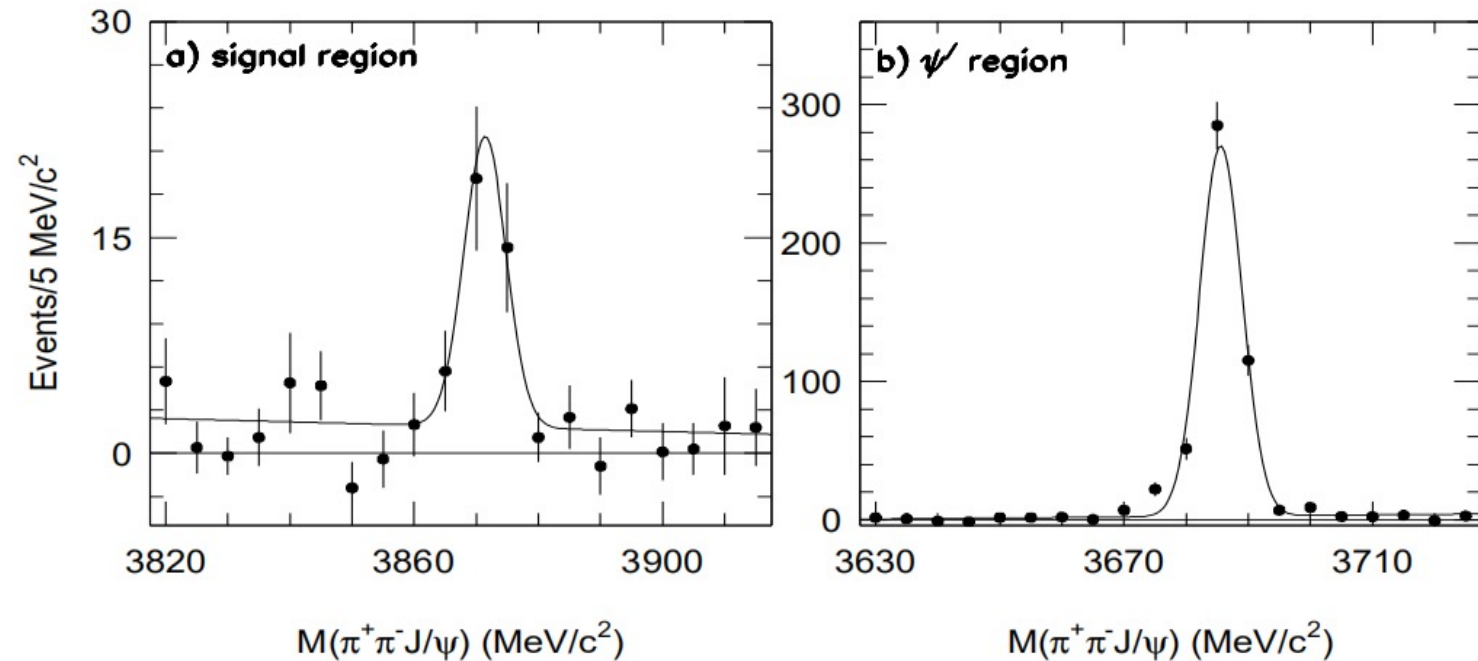 a) signal region
30
15
0
Events/5 MeV/c²
3820 3860 3900
M(π⁺π⁻J/ψ) (MeV/c²)
b) ψ′ region
300
200
100
0
3630 3670 3710
M(π⁺π⁻J/ψ) (MeV/c²)